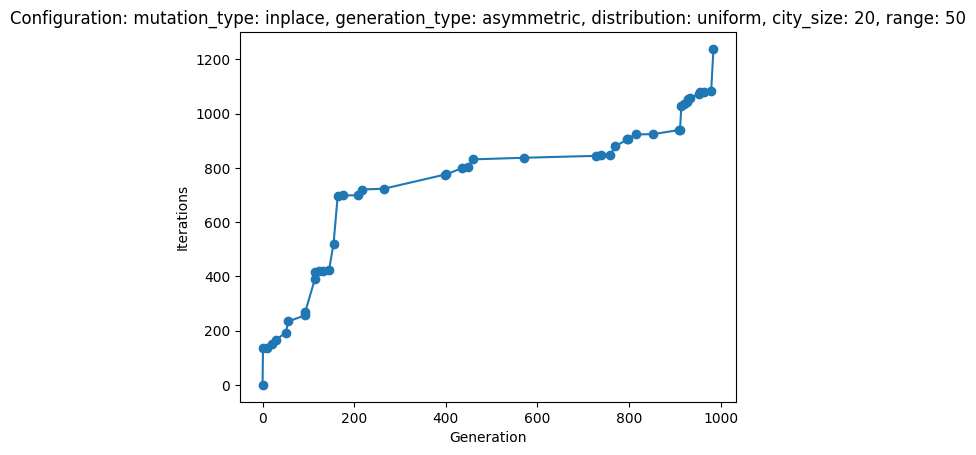 Configuration: mutation_type: inplace, generation_type: asymmetric, distribution: uniform, city_size: 20, range: 50
1200
1000
800
600
400
200
0
Iterations
0 200 400 600 800 1000
Generation